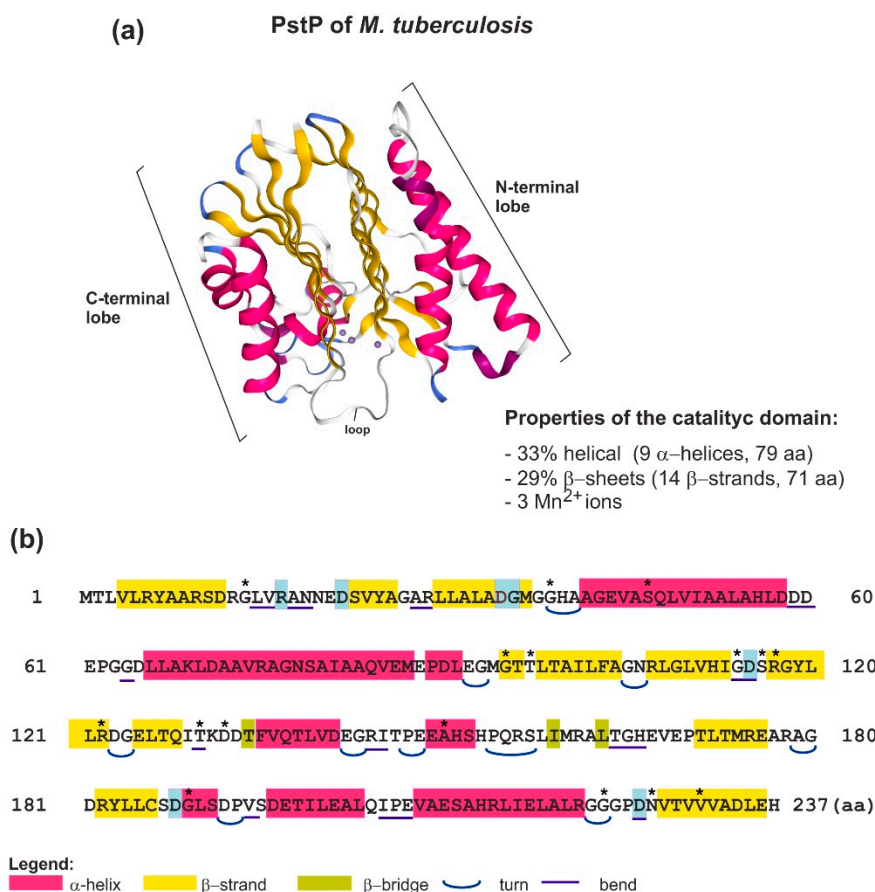 (a)
PstP of M. tuberculosis
N-terminal
lobe
C-terminal
lobe
loop
Properties of the catalityc domain:
- 33% helical (9 α-helices, 79 aa)
- 29% β-sheets (14 β-strands, 71 aa)
- 3 Mn²⁺ ions
(b)
* * *
1 MTLVLRYAARSDRGLVRANNEDSVYAGARLLALADGMGGHAAGEVASQLVIAALAHLDDD 60
* * * * *
61 EPGGDLLAKLDAAVRAGNSAIAAQVEMEPDLEGMGTTLTAILFAGNRLGLVHIGDSRGYL 120
* * * *
121 LRDGELTQITKDDTFVQTLVDEGRITPEEAHSHPQRSLIMRALTGHEVEPTLTMREARAG 180
* * * *
181 DRYLLCSDGLSDPVSDETILEALQIPEVAESAHRLIELALRGGGPDNVTVVVADLEH 237(aa)
Legend:
α-helix β-strand β-bridge turn bend